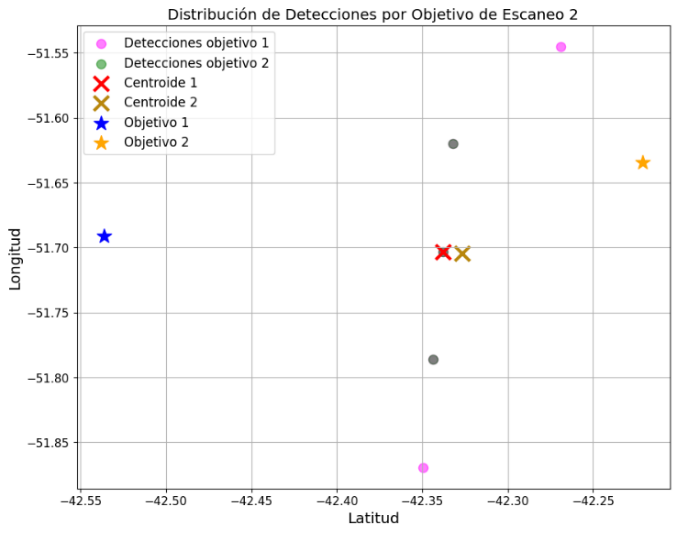 Distribución de Detecciones por Objetivo de Escaneo 2
Detecciones objetivo 1
Detecciones objetivo 2
Centroide 1
Centroide 2
Objetivo 1
Objetivo 2
Longitud
−51.55
−51.60
−51.65
−51.70
−51.75
−51.80
−51.85
−42.55 −42.50 −42.45 −42.40 −42.35 −42.30 −42.25
Latitud